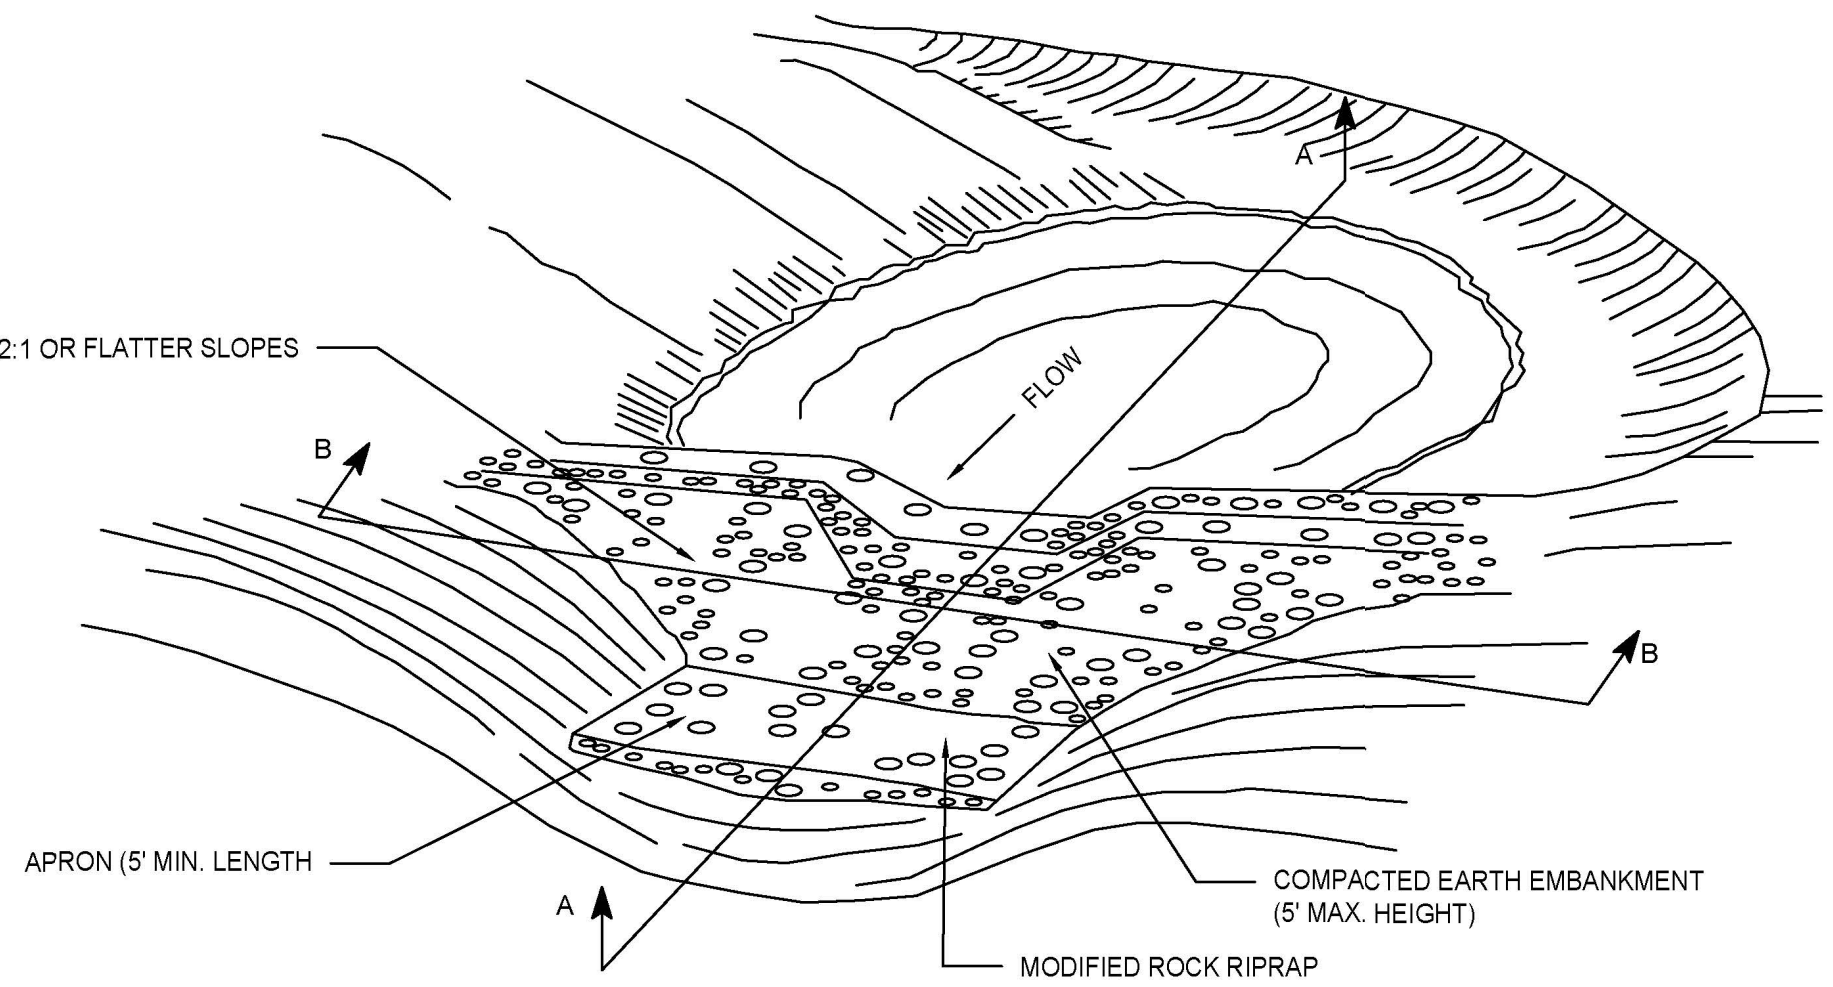 A
2:1 OR FLATTER SLOPES
FLOW
B
B
APRON (5' MIN. LENGTH
A
COMPACTED EARTH EMBANKMENT
(5' MAX. HEIGHT)
MODIFIED ROCK RIPRAP